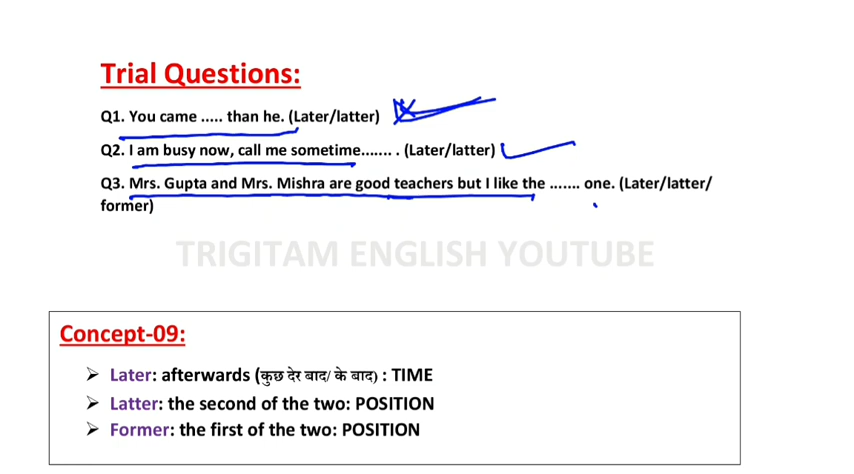 Trial Questions:
Q1. You came ..... than he. (Later/latter)
Q2. I am busy now, call me sometime....... . (Later/latter)
Q3. Mrs. Gupta and Mrs. Mishra are good teachers but I like the ....... one. (Later/latter/
former)
TRIGITAM ENGLISH YOUTUBE
Concept-09:
➢ Later: afterwards (कुछ देर बाद/ के बाद) : TIME
➢ Latter: the second of the two: POSITION
➢ Former: the first of the two: POSITION